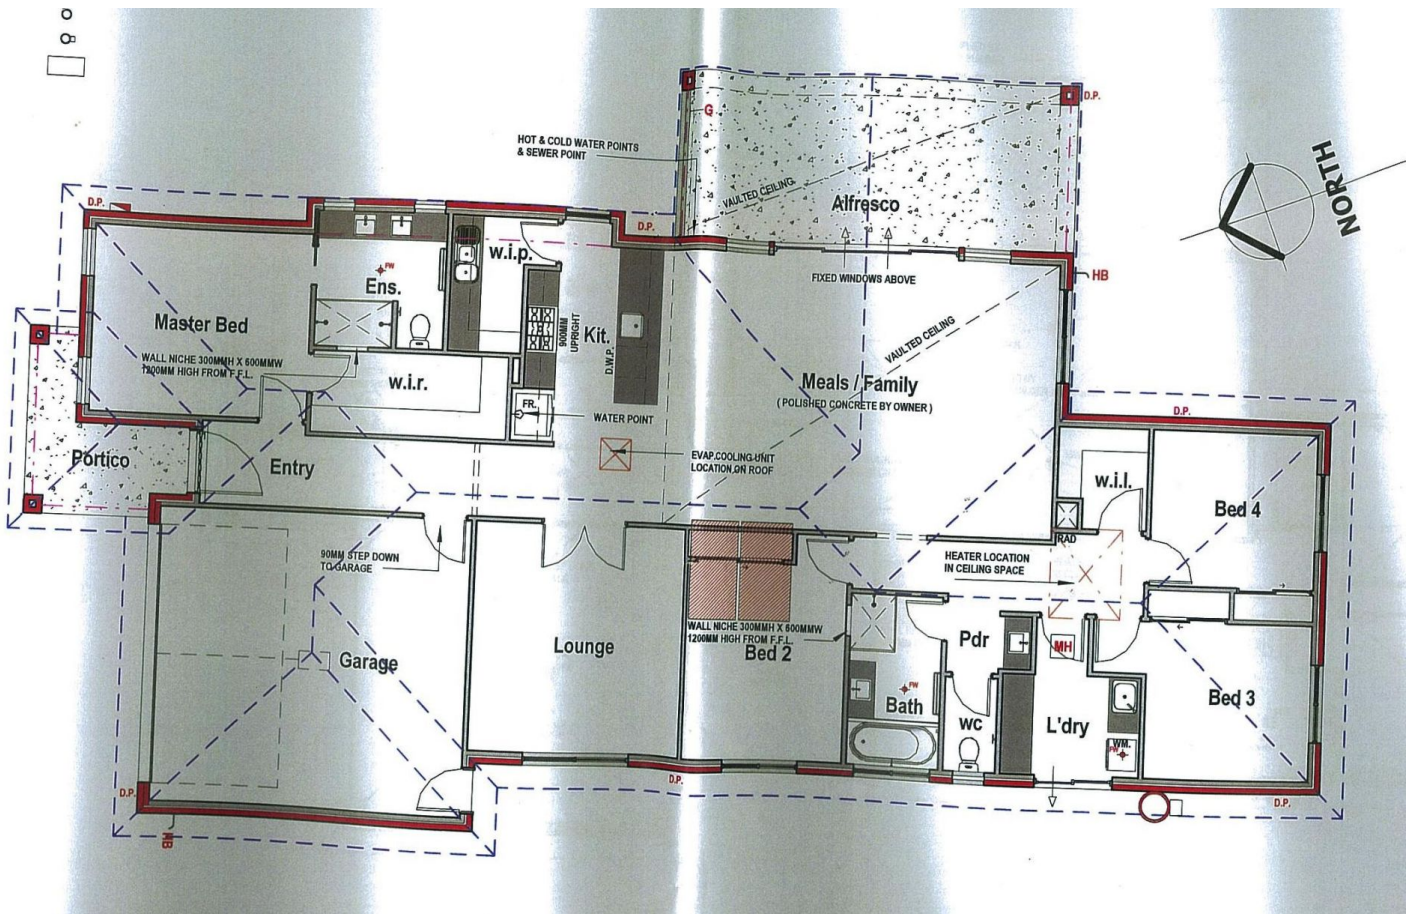 G
D.P.
NORTH
HOT & COLD WATER POINTS
& SEWER POINT
VAULTED CEILING
Alfresco
D.P.
D.P.
w.i.p.
FW
Ens.
FIXED WINDOWS ABOVE
HB
Master Bed
900MM
UPRIGHT
Kit.
D.W.P.
VAULTED CEILING
WALL NICHE 300MMH X 600MMW
1200MM HIGH FROM F.F.L.
w.i.r.
Meals / Family
( POLISHED CONCRETE BY OWNER )
FR.
WATER POINT
D.P.
Portico
Entry
EVAP.COOLING UNIT
LOCATION ON ROOF
w.i.l.
Bed 4
RAD
90MM STEP DOWN
TO GARAGE
HEATER LOCATION
IN CEILING SPACE
WALL NICHE 300MMH X 600MMW
1200MM HIGH FROM F.F.L.
Lounge
Bed 2
Pdr
MH
Garage
FW
Bath
wc
L'dry
Bed 3
WM.
FW
D.P.
D.P.
D.P.
HB